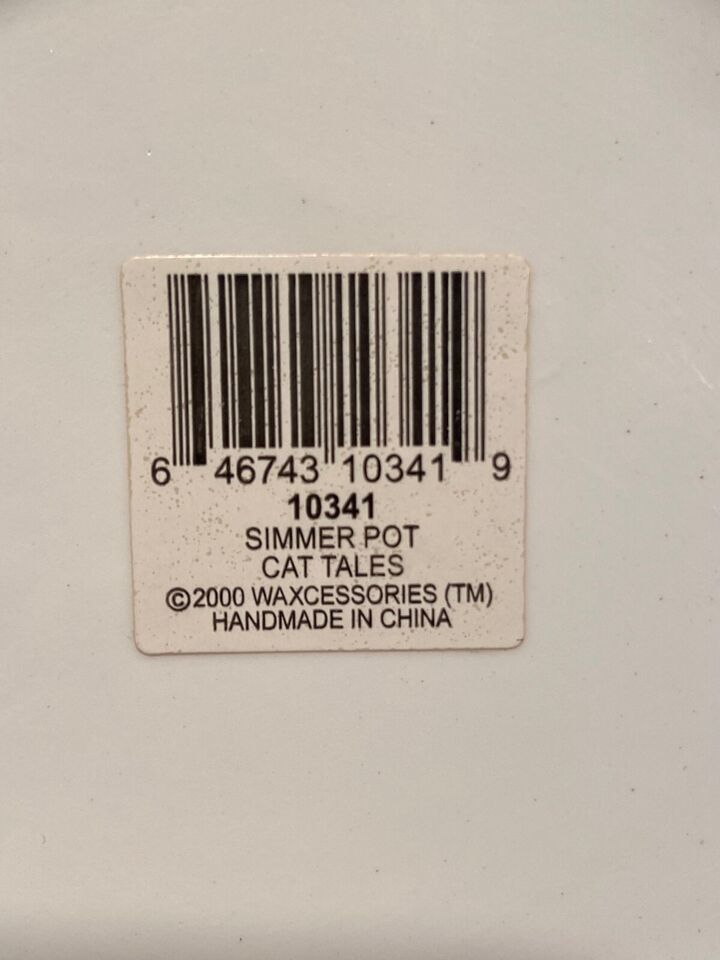 6 46743 10341 9
10341
SIMMER POT
CAT TALES
©2000 WAXCESSORIES (TM)
HANDMADE IN CHINA